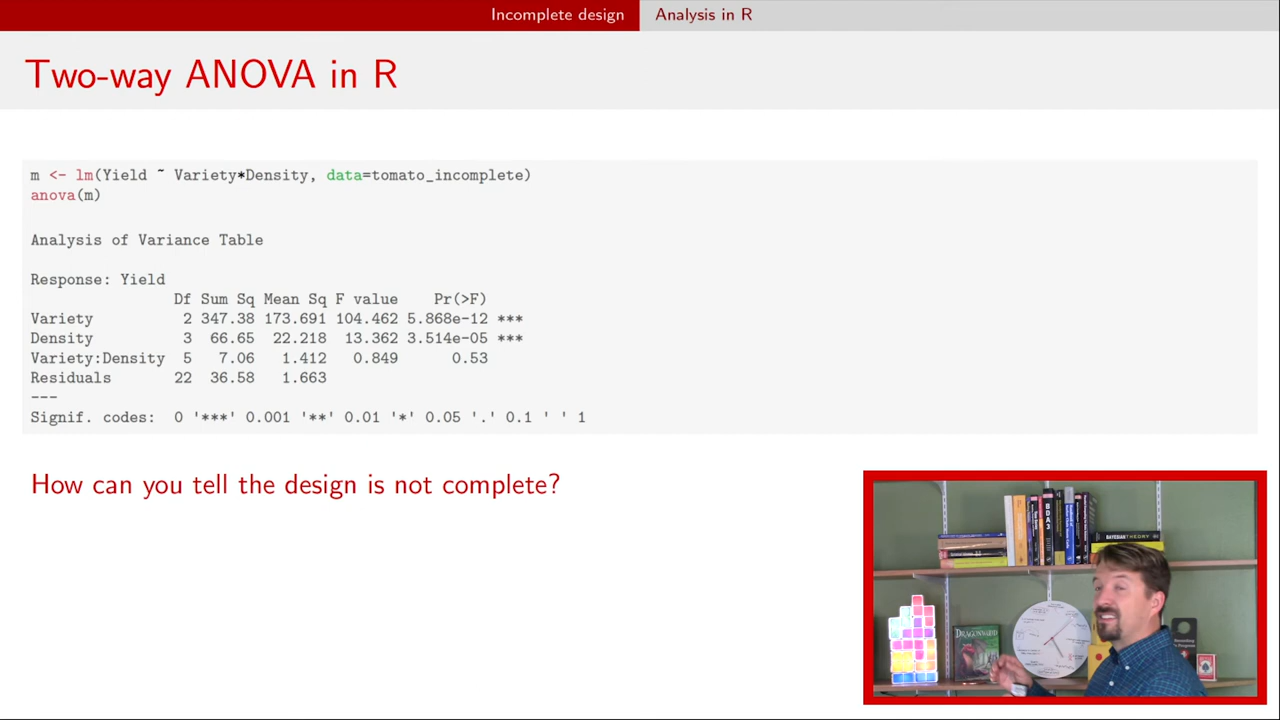 Incomplete design Analysis in R
Two-way ANOVA in R
m <- lm(Yield ~ Variety*Density, data=tomato_incomplete)
anova(m)
Analysis of Variance Table
Response: Yield
Df Sum Sq Mean Sq F value Pr(>F)
Variety 2 347.38 173.691 104.462 5.868e-12 ***
Density 3 66.65 22.218 13.362 3.514e-05 ***
Variety:Density 5 7.06 1.412 0.849 0.53
Residuals 22 36.58 1.663
---
Signif. codes: 0 '***' 0.001 '**' 0.01 '*' 0.05 '.' 0.1 ' ' 1
How can you tell the design is not complete?
BDA3
BAYESIAN THEORY
DRAGONWOOD